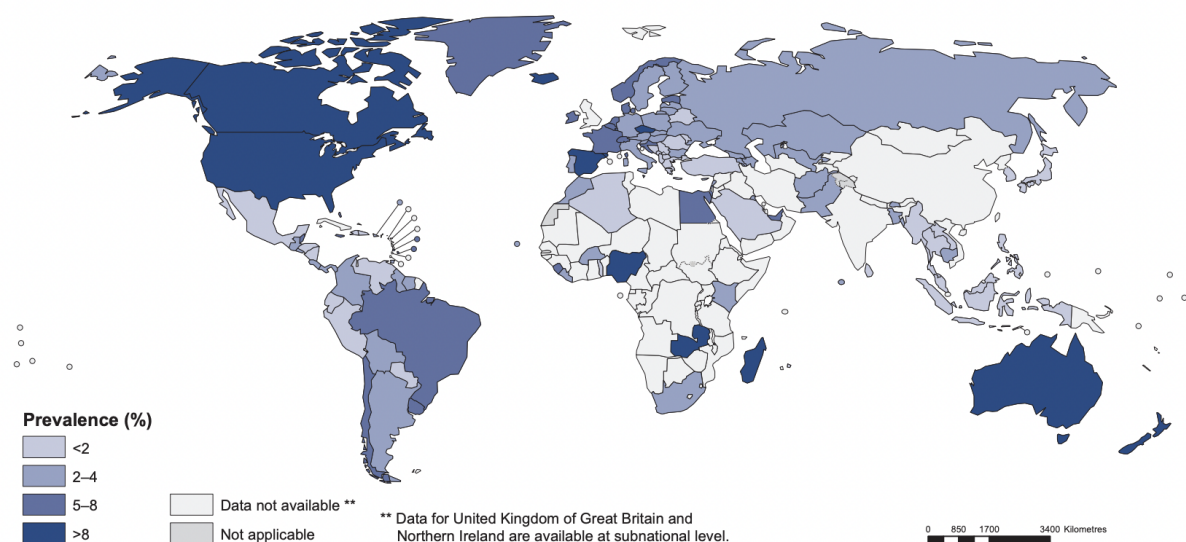 Prevalence (%)
<2
2–4
5–8
>8
Data not available **
Not applicable
** Data for United Kingdom of Great Britain and
Northern Ireland are available at subnational level.
0 850 1700 3400 Kilometres